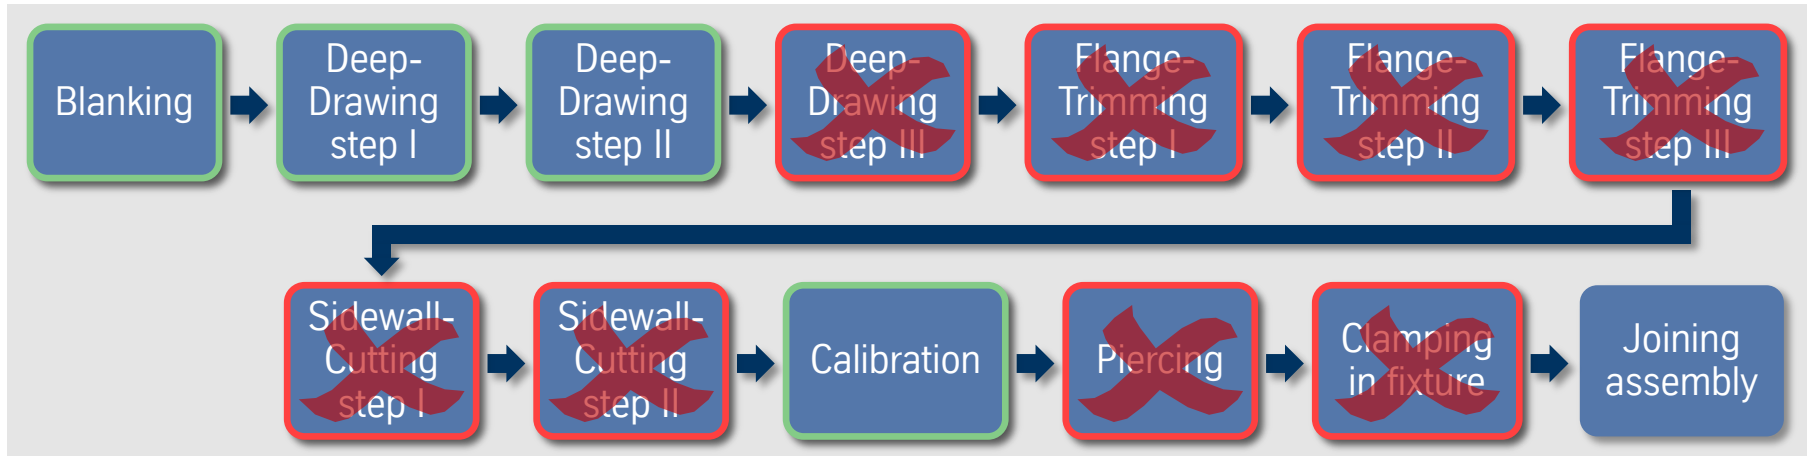 Blanking
Deep-
Drawing
step I
Deep-
Drawing
step II
Deep-
Drawing
step III
Flange-
Trimming
step I
Flange-
Trimming
step II
Flange-
Trimming
step III
Sidewall-
Cutting
step I
Sidewall-
Cutting
step II
Calibration
Piercing
Clamping
in fixture
Joining
assembly